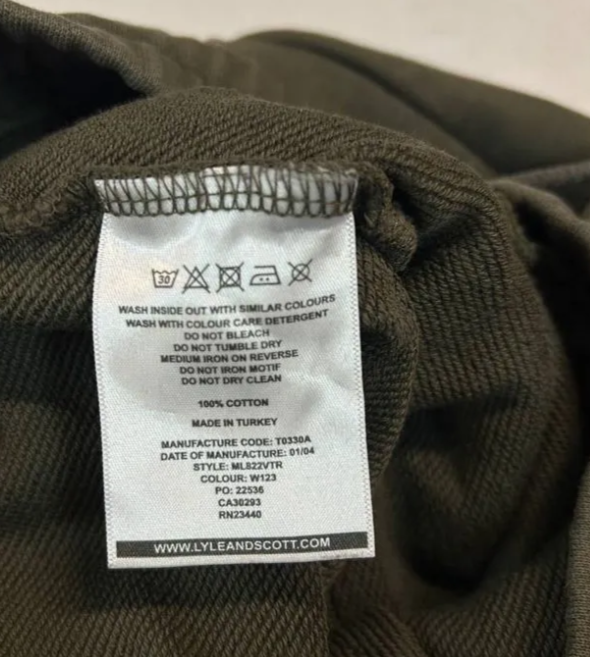 30
WASH INSIDE OUT WITH SIMILAR COLOURS
WASH WITH COLOUR CARE DETERGENT
DO NOT BLEACH
DO NOT TUMBLE DRY
MEDIUM IRON ON REVERSE
DO NOT IRON MOTIF
DO NOT DRY CLEAN
100% COTTON
MADE IN TURKEY
MANUFACTURE CODE: T0330A
DATE OF MANUFACTURE: 01/04
STYLE: ML822VTR
COLOUR: W123
PO: 22536
CA30293
RN23440
WWW.LYLEANDSCOTT.COM